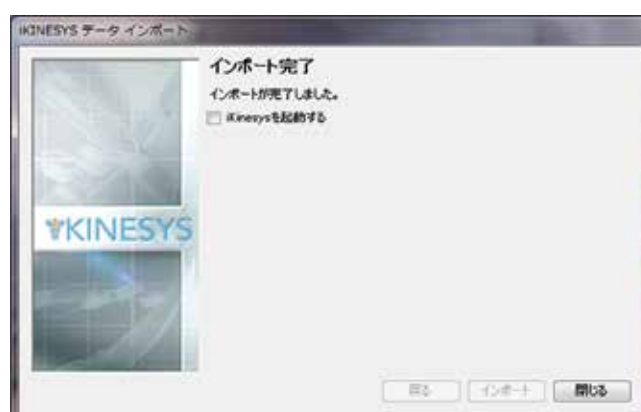 iKINESYS データ インポート
インポート完了
インポートが完了しました。
iKinesysを起動する
iKINESYS
戻る
インポート
閉じる